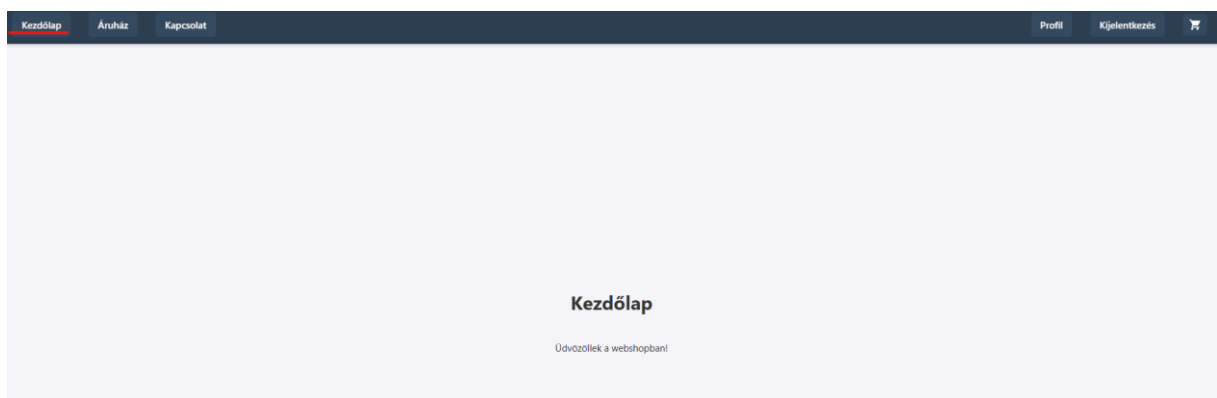 Kezdőlap Áruház Kapcsolat Profil Kijelentkezés
Kezdőlap
Üdvözöllek a webshopban!